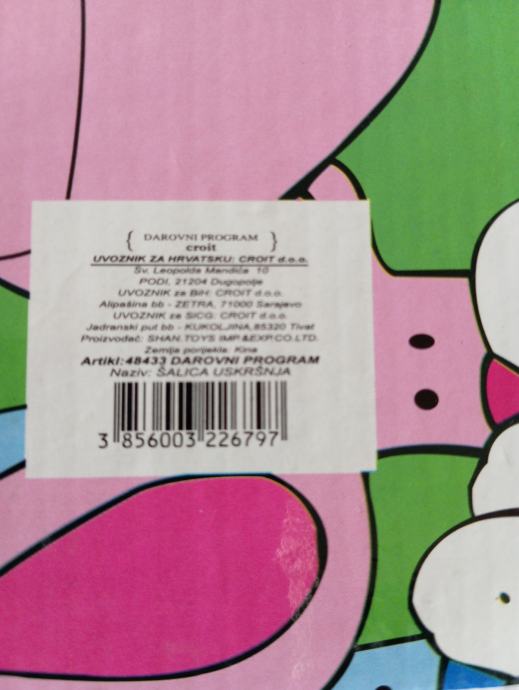 { DAROVNI PROGRAM }
croit
UVOZNIK ZA HRVATSKU: CROIT d.o.o.
Sv. Leopolda Mandića 10
PODI, 21204 Dugopolje
UVOZNIK za BiH: CROIT d.o.o.
Alipašina bb - ZETRA, 71000 Sarajevo
UVOZNIK za SiCG: CROIT d.o.o.
Jadranski put bb - KUKOLJINA,85320 Tivat
Proizvođač: SHAN.TOYS IMP.&EXP.CO.LTD.
Zemlja porijekla: Kina
Artikl:48433 DAROVNI PROGRAM
Naziv: ŠALICA USKRŠNJA
3 856003 226797